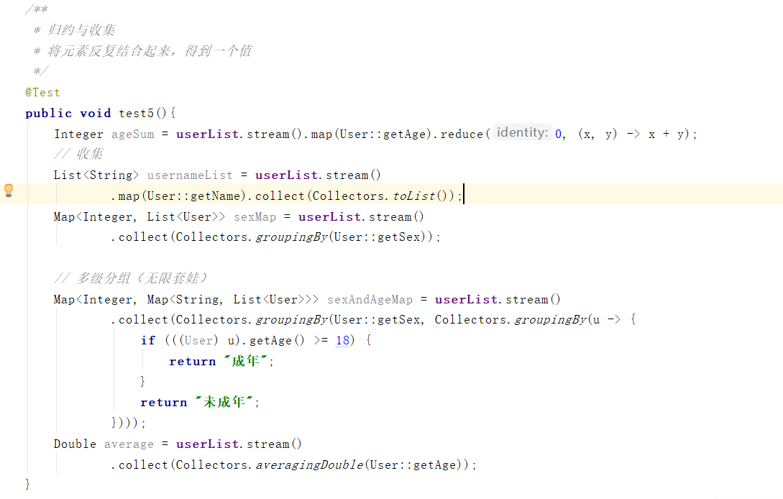 /**
 * 归约与收集
 * 将元素反复结合起来，得到一个值
 */
@Test
public void test5(){
    Integer ageSum = userList.stream().map(User::getAge).reduce( identity: 0, (x, y) -> x + y);
    // 收集
    List<String> usernameList = userList.stream()
            .map(User::getName).collect(Collectors.toList());
    Map<Integer, List<User>> sexMap = userList.stream()
            .collect(Collectors.groupingBy(User::getSex));
    // 多级分组（无限套娃）
    Map<Integer, Map<String, List<User>>> sexAndAgeMap = userList.stream()
            .collect(Collectors.groupingBy(User::getSex, Collectors.groupingBy(u -> {
                if (((User) u).getAge() >= 18) {
                    return "成年";
                }
                return "未成年";
            })));
    Double average = userList.stream()
            .collect(Collectors.averagingDouble(User::getAge));
}